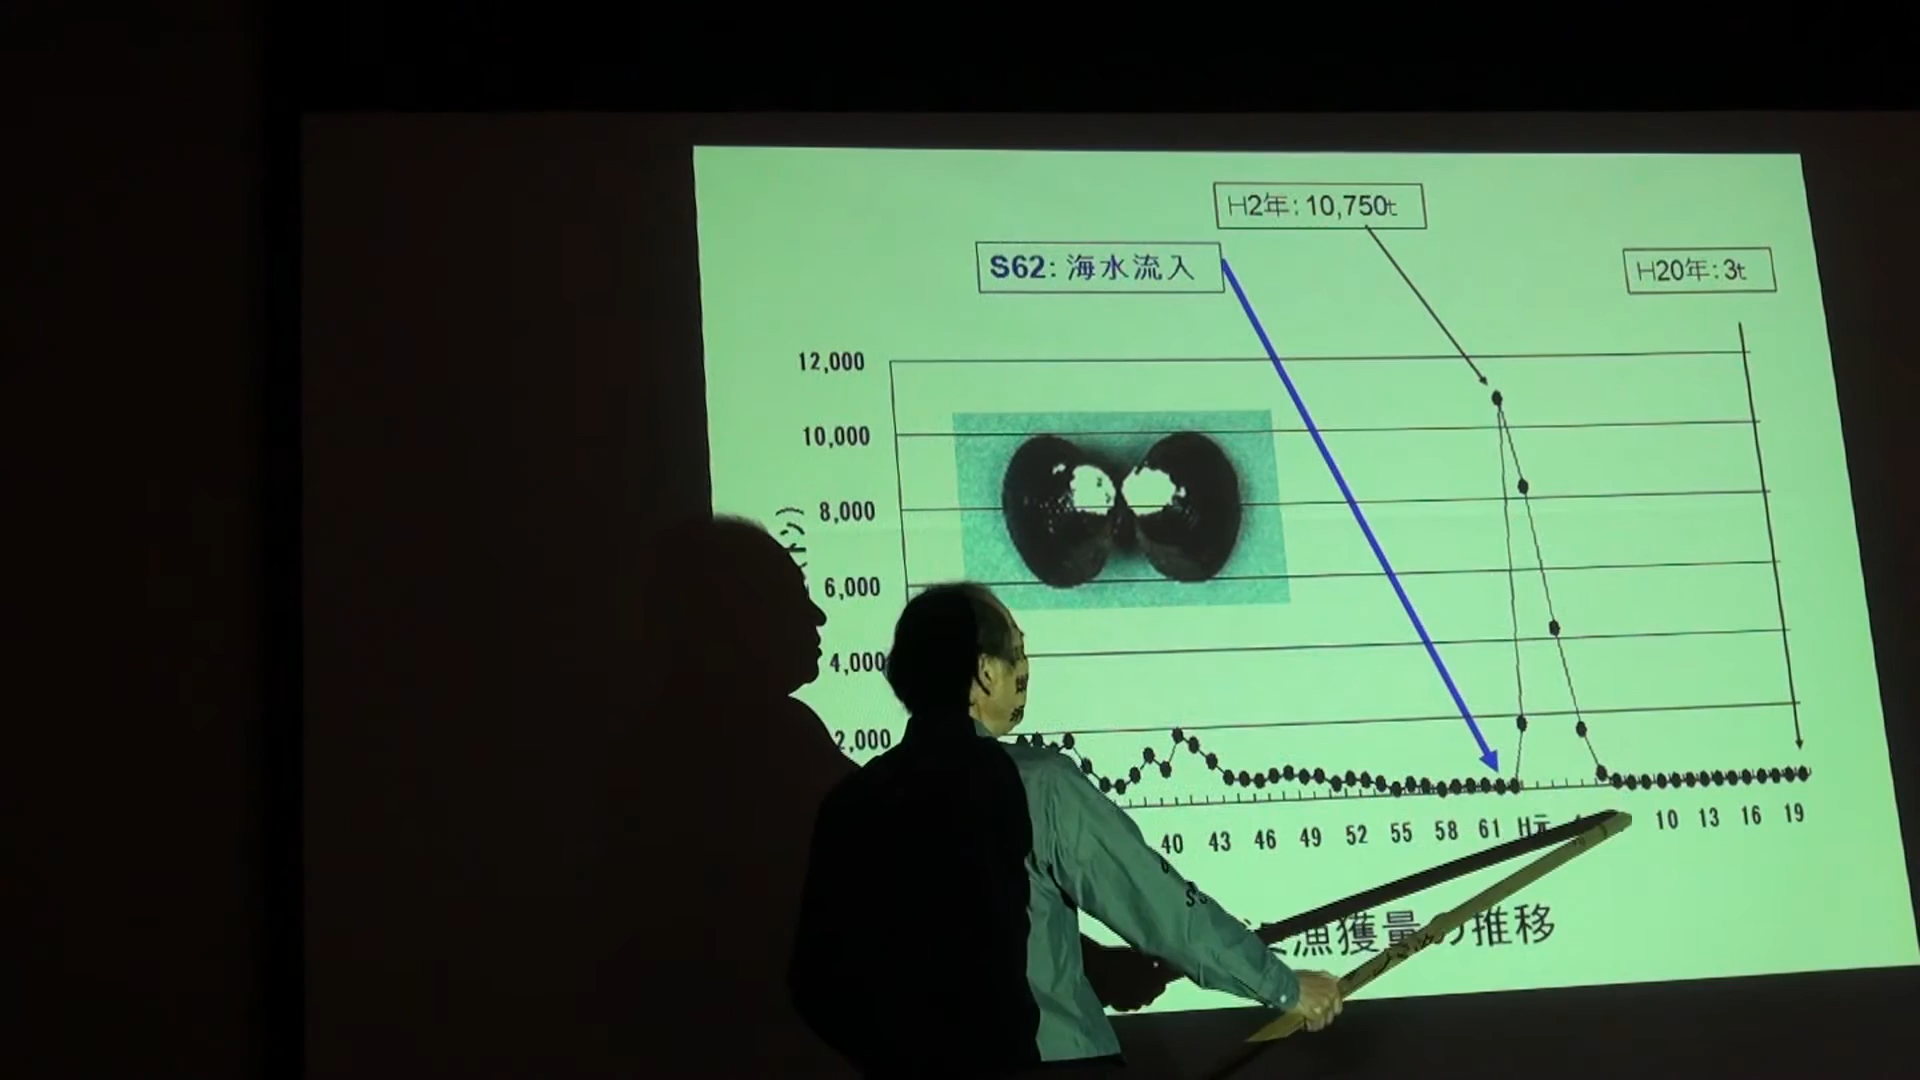 H2年：10,750t
S62：海水流入
H20年：3t
12,000
10,000
8,000
6,000
4,000
2,000
40 43 46 49 52 55 58 61 H元 10 13 16 19
漁獲量の推移